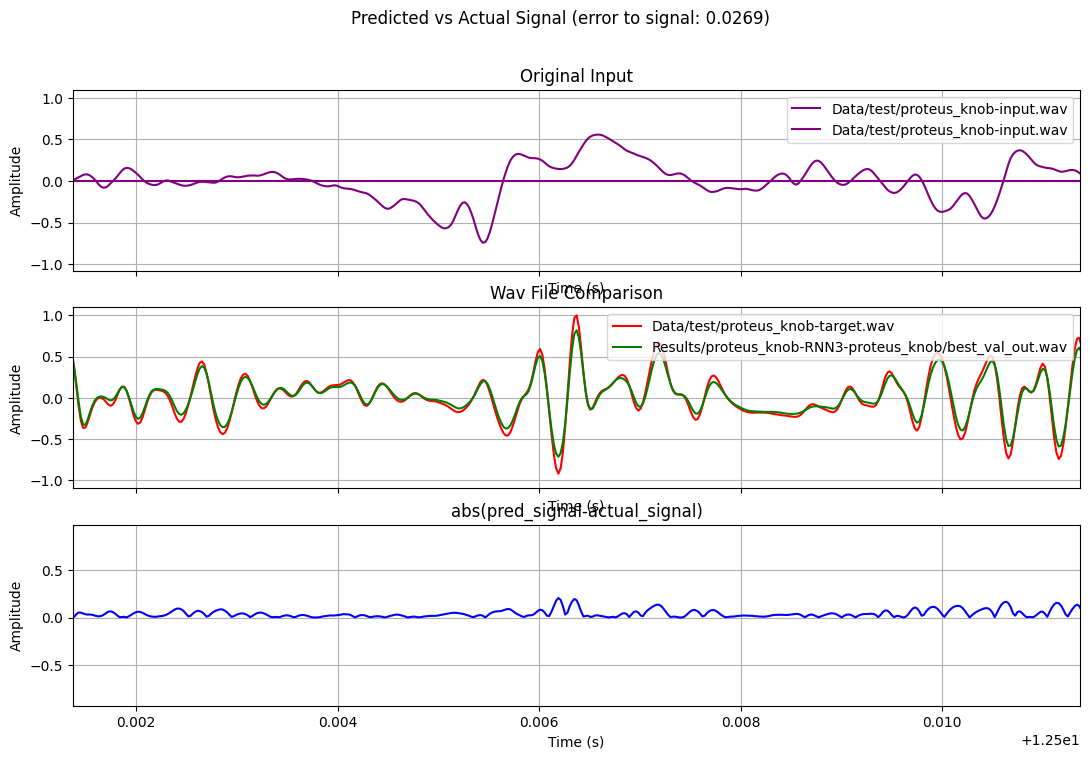 Predicted vs Actual Signal (error to signal: 0.0269)
Original Input
Amplitude
1.0
0.5
0.0
−0.5
−1.0
Data/test/proteus_knob-input.wav
Data/test/proteus_knob-input.wav
Time (s)
Wav File Comparison
Amplitude
1.0
0.5
0.0
−0.5
−1.0
Data/test/proteus_knob-target.wav
Results/proteus_knob-RNN3-proteus_knob/best_val_out.wav
Time (s)
abs(pred_signal-actual_signal)
Amplitude
0.5
0.0
−0.5
0.002 0.004 0.006 0.008 0.010
Time (s)
+1.25e1